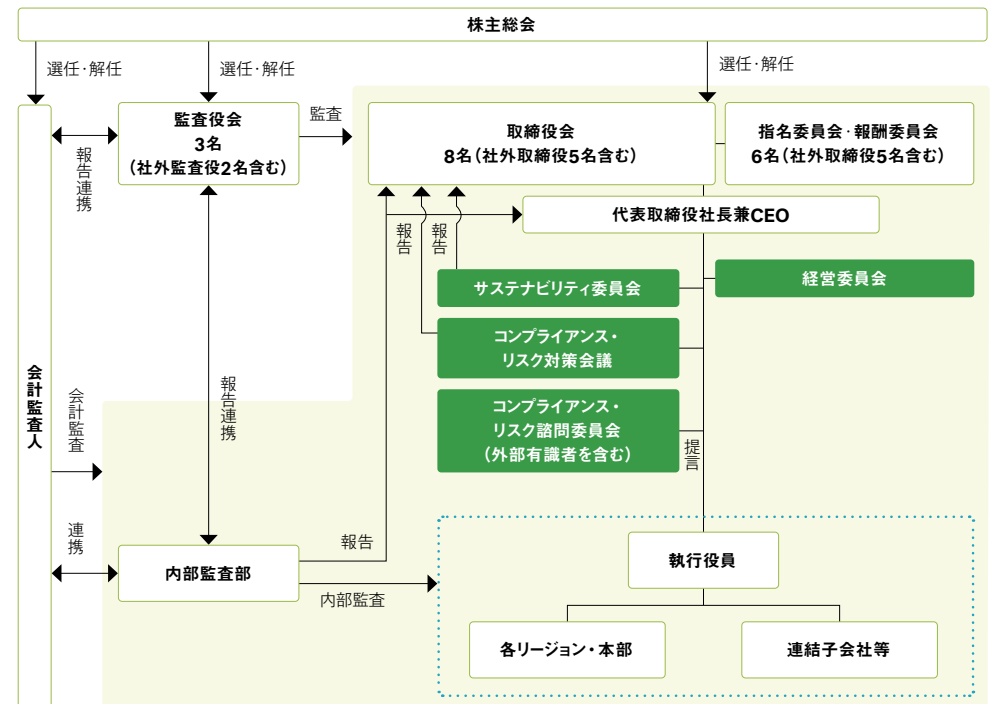 株主総会
選任・解任
選任・解任
選任・解任
監査役会
3名
(社外監査役2名含む)
監査
取締役会
8名(社外取締役5名含む)
指名委員会・報酬委員会
6名(社外取締役5名含む)
報告連携
代表取締役社長兼CEO
報告
報告
サステナビリティ委員会
経営委員会
コンプライアンス・
リスク対策会議
コンプライアンス・
リスク諮問委員会
(外部有識者を含む)
提言
会計監査人
会計監査
報告連携
連携
内部監査部
報告
内部監査
執行役員
各リージョン・本部
連結子会社等